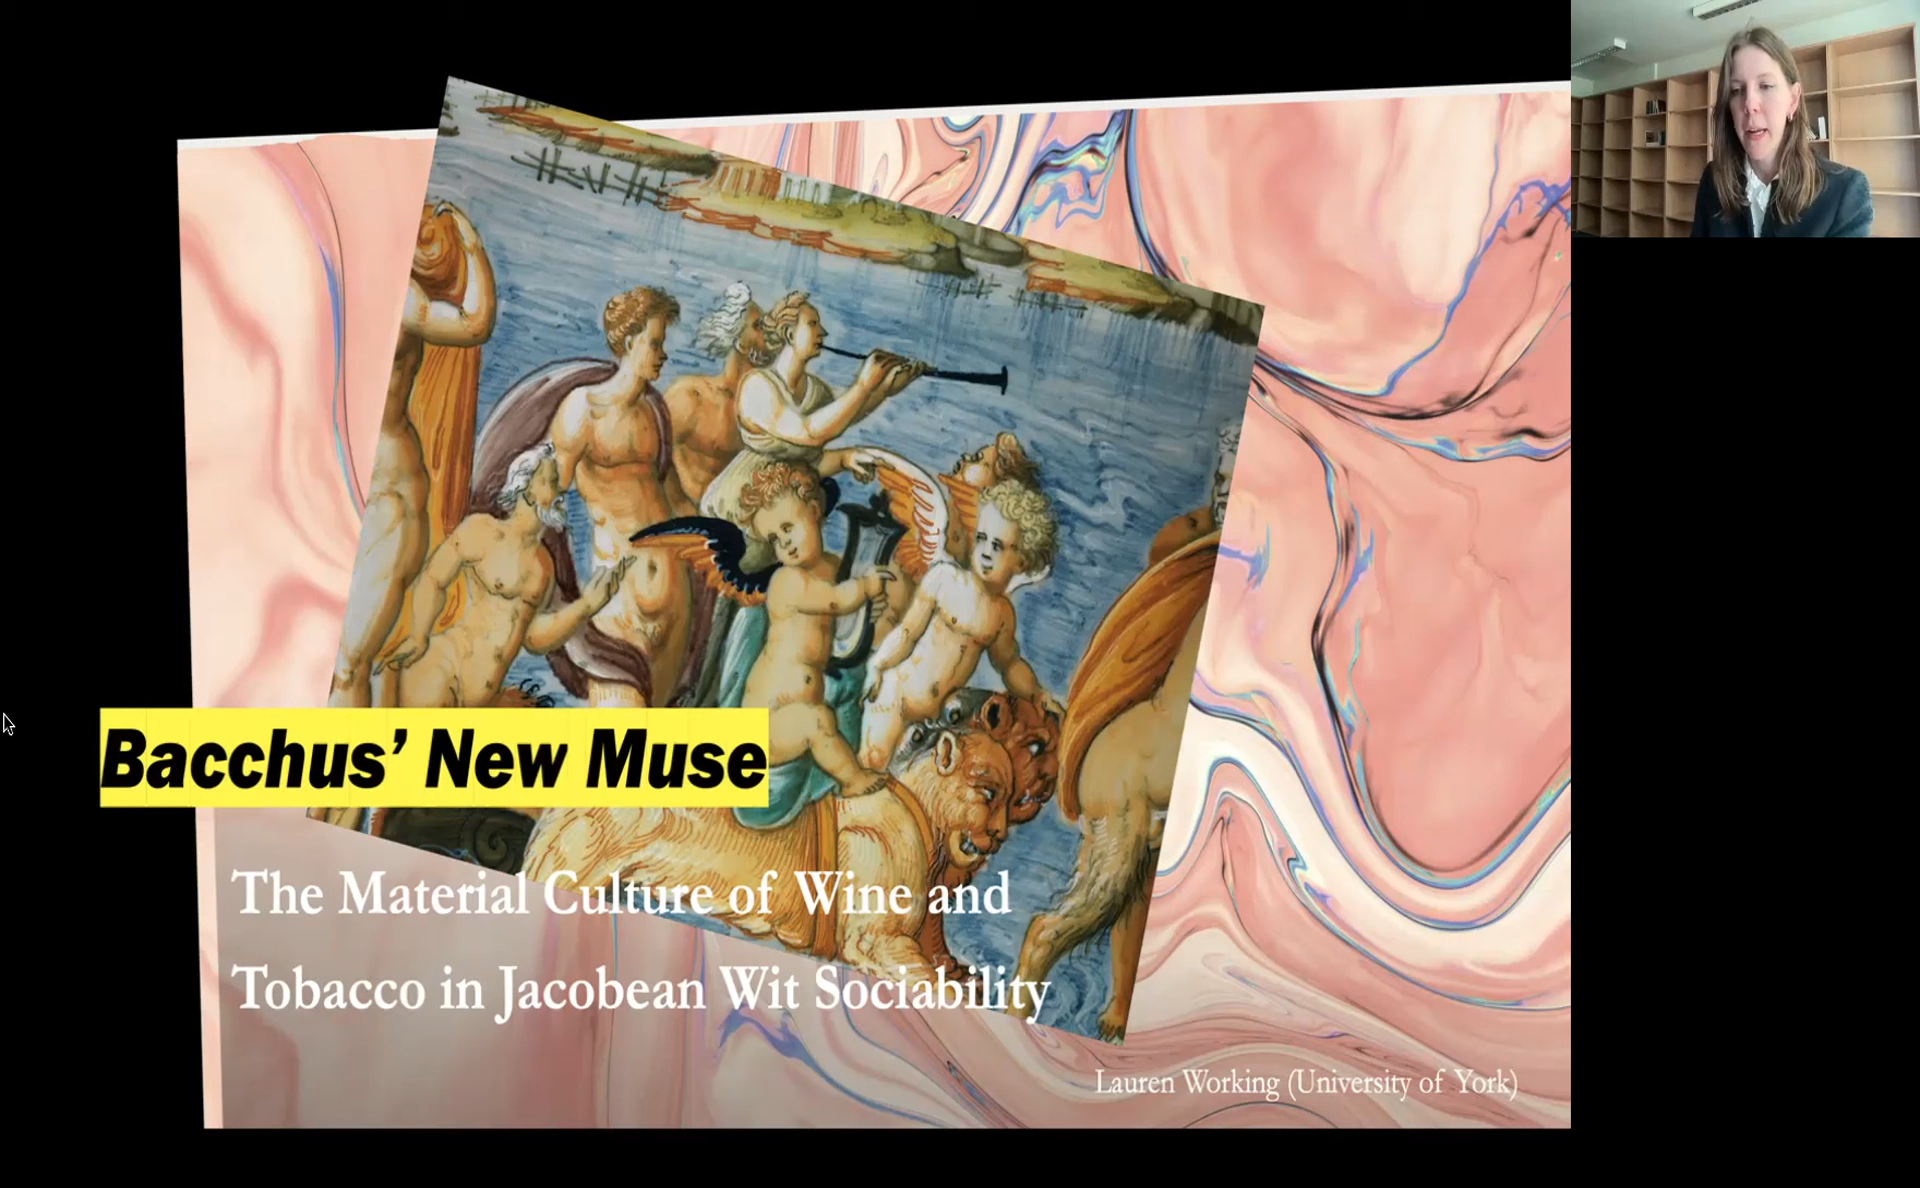 Bacchus’ New Muse
The Material Culture of Wine and
Tobacco in Jacobean Wit Sociability
Lauren Working (University of York)